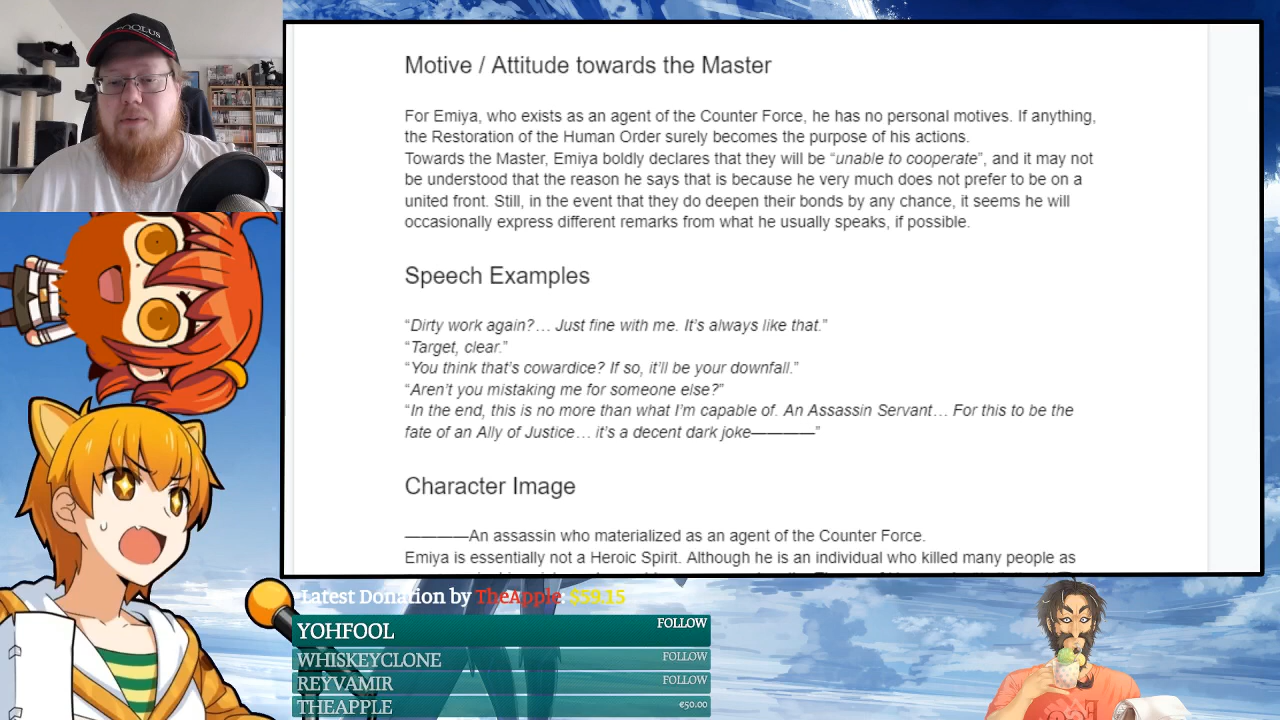 Motive / Attitude towards the Master
For Emiya, who exists as an agent of the Counter Force, he has no personal motives. If anything,
the Restoration of the Human Order surely becomes the purpose of his actions.
Towards the Master, Emiya boldly declares that they will be “unable to cooperate”, and it may not
be understood that the reason he says that is because he very much does not prefer to be on a
united front. Still, in the event that they do deepen their bonds by any chance, it seems he will
occasionally express different remarks from what he usually speaks, if possible.
Speech Examples
“Dirty work again?… Just fine with me. It’s always like that.”
“Target, clear.”
“You think that’s cowardice? If so, it’ll be your downfall.”
“Aren’t you mistaking me for someone else?”
“In the end, this is no more than what I’m capable of. An Assassin Servant… For this to be the
fate of an Ally of Justice… it’s a decent dark joke————”
Character Image
————An assassin who materialized as an agent of the Counter Force.
Emiya is essentially not a Heroic Spirit. Although he is an individual who killed many people as
Latest Donation by TheApple: $59.15
YOHFOOL FOLLOW
WHISKEYCLONE FOLLOW
REYVAMIR FOLLOW
THEAPPLE €50.00